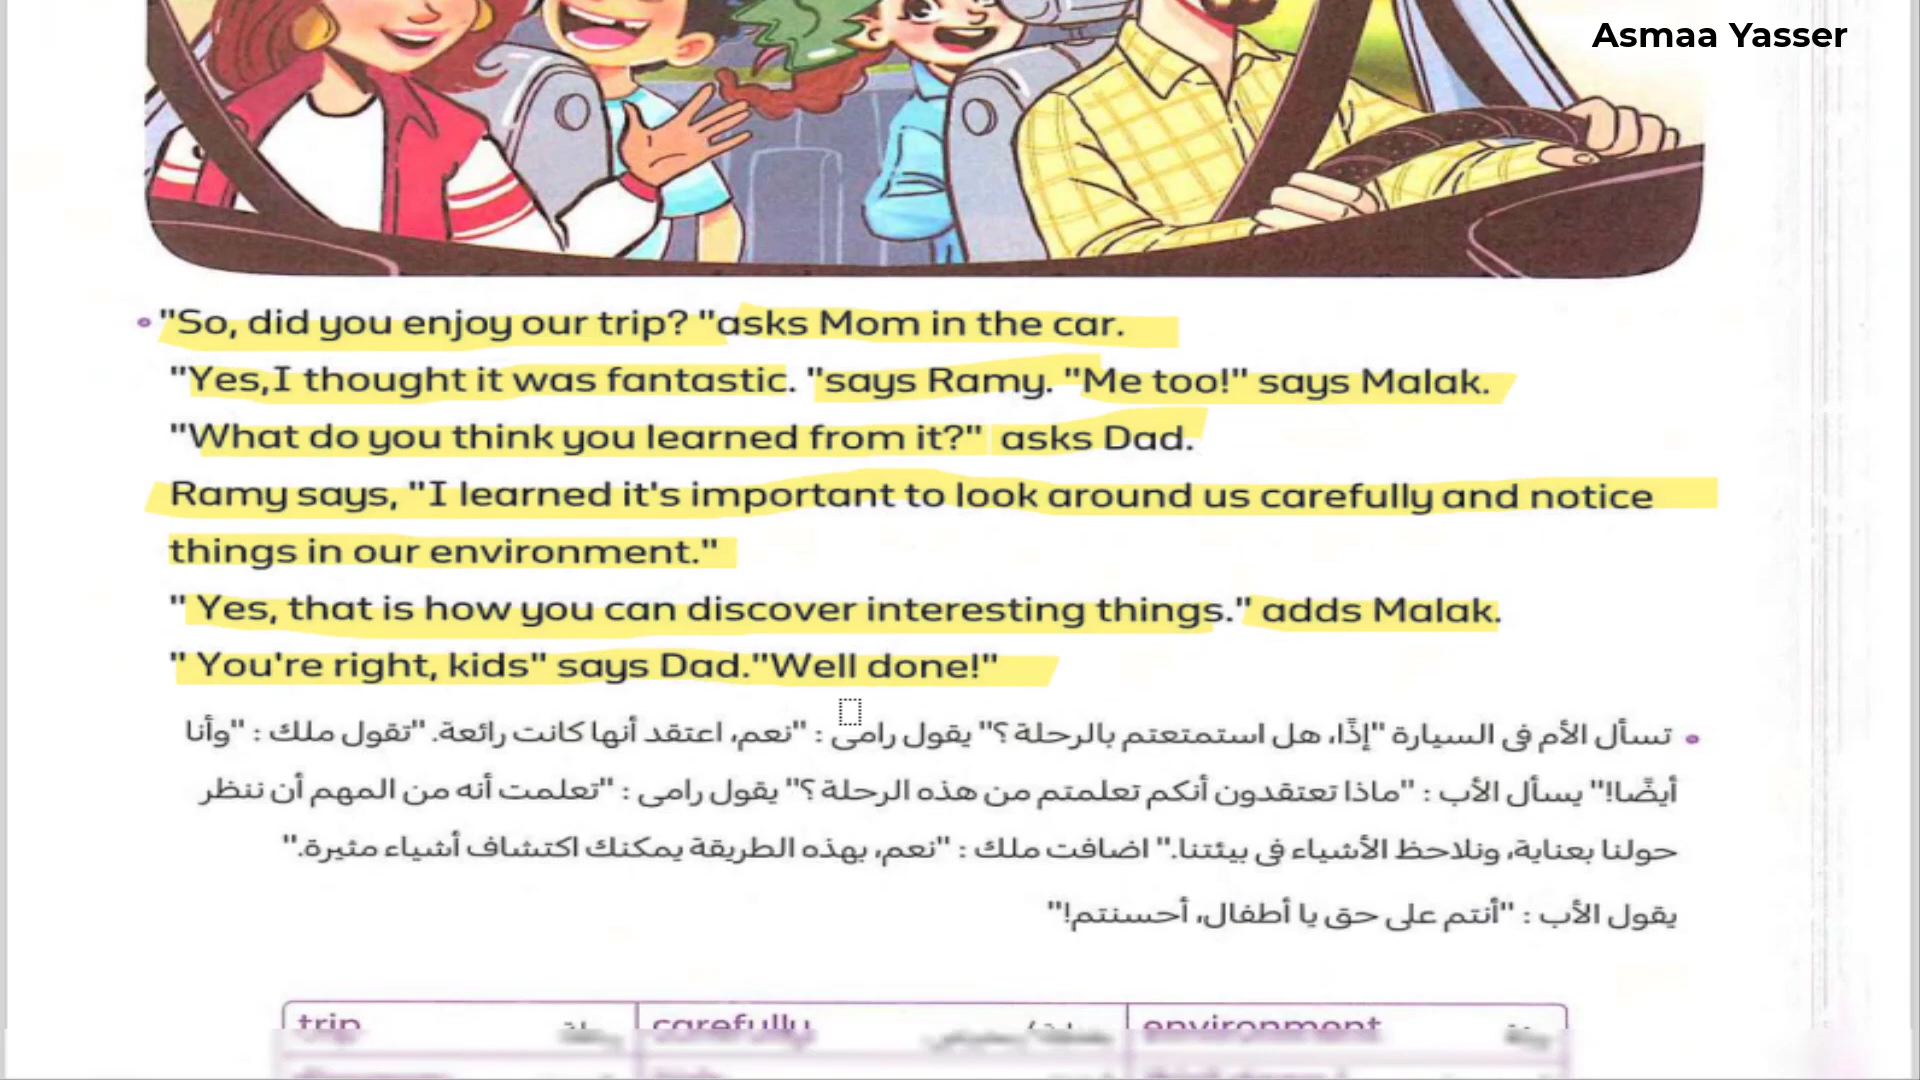 Asmaa Yasser
"So, did you enjoy our trip? "asks Mom in the car.
"Yes,I thought it was fantastic. "says Ramy. "Me too!" says Malak.
"What do you think you learned from it?" asks Dad.
Ramy says, "I learned it's important to look around us carefully and notice
things in our environment."
" Yes, that is how you can discover interesting things." adds Malak.
" You're right, kids" says Dad."Well done!"
تسأل الأم فى السيارة "إذًا، هل استمتعتم بالرحلة ؟" يقول رامى : "نعم، اعتقد أنها كانت رائعة. "تقول ملك : "وأنا
أيضًا!" يسأل الأب : "ماذا تعتقدون أنكم تعلمتم من هذه الرحلة ؟" يقول رامى : "تعلمت أنه من المهم أن ننظر
حولنا بعناية، ونلاحظ الأشياء فى بيئتنا." اضافت ملك : "نعم، بهذه الطريقة يمكنك اكتشاف أشياء مثيرة."
يقول الأب : "أنتم على حق يا أطفال، أحسنتم!"
trip carefully environment